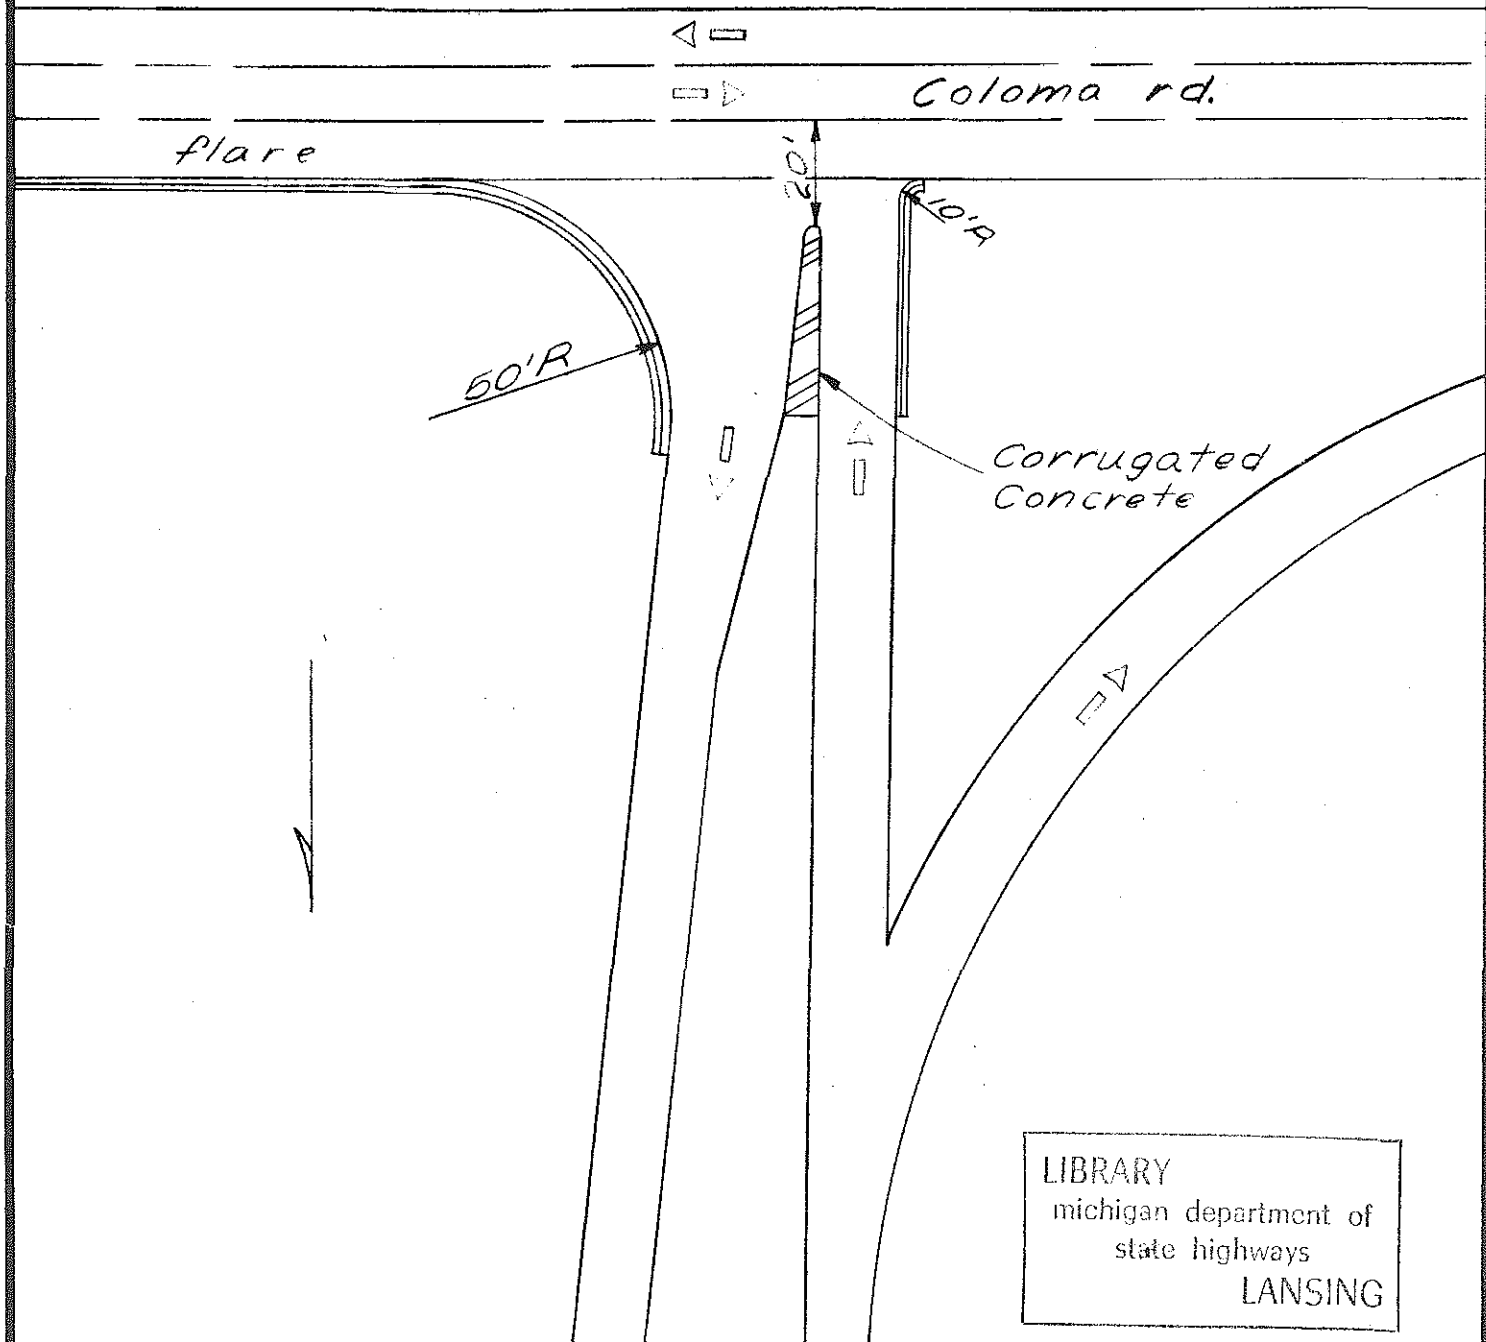 Coloma rd.
flare
20'
10'R
50'R
Corrugated
Concrete
LIBRARY
michigan department of
state highways
LANSING